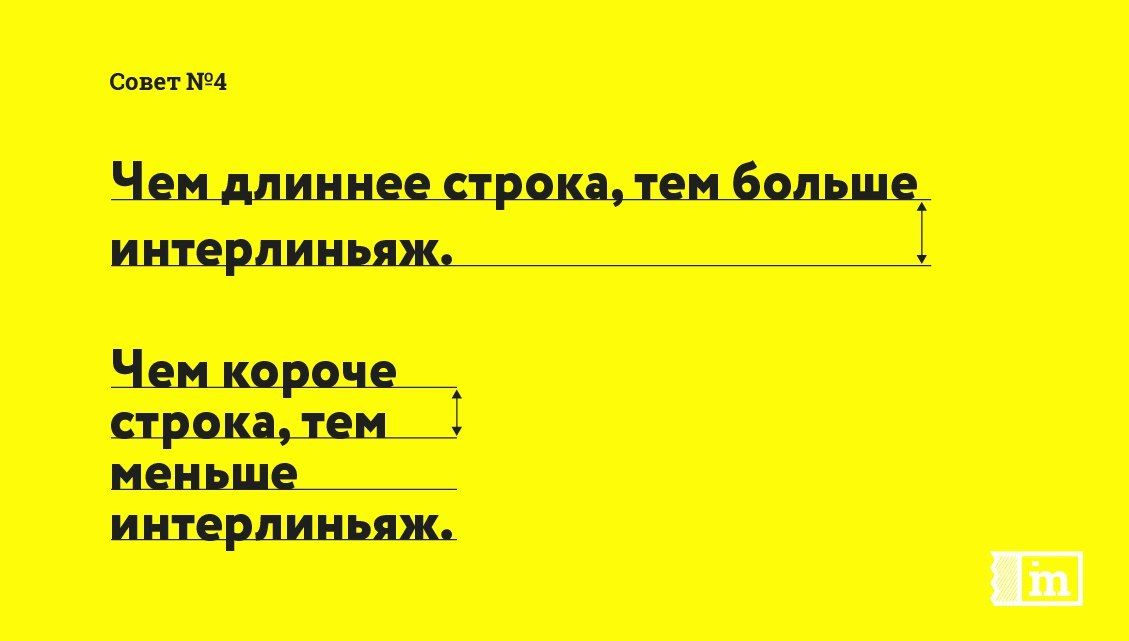 Совет №4
Чем длиннее строка, тем больше
интерлиньяж.
Чем короче
строка, тем
меньше
интерлиньяж.
im